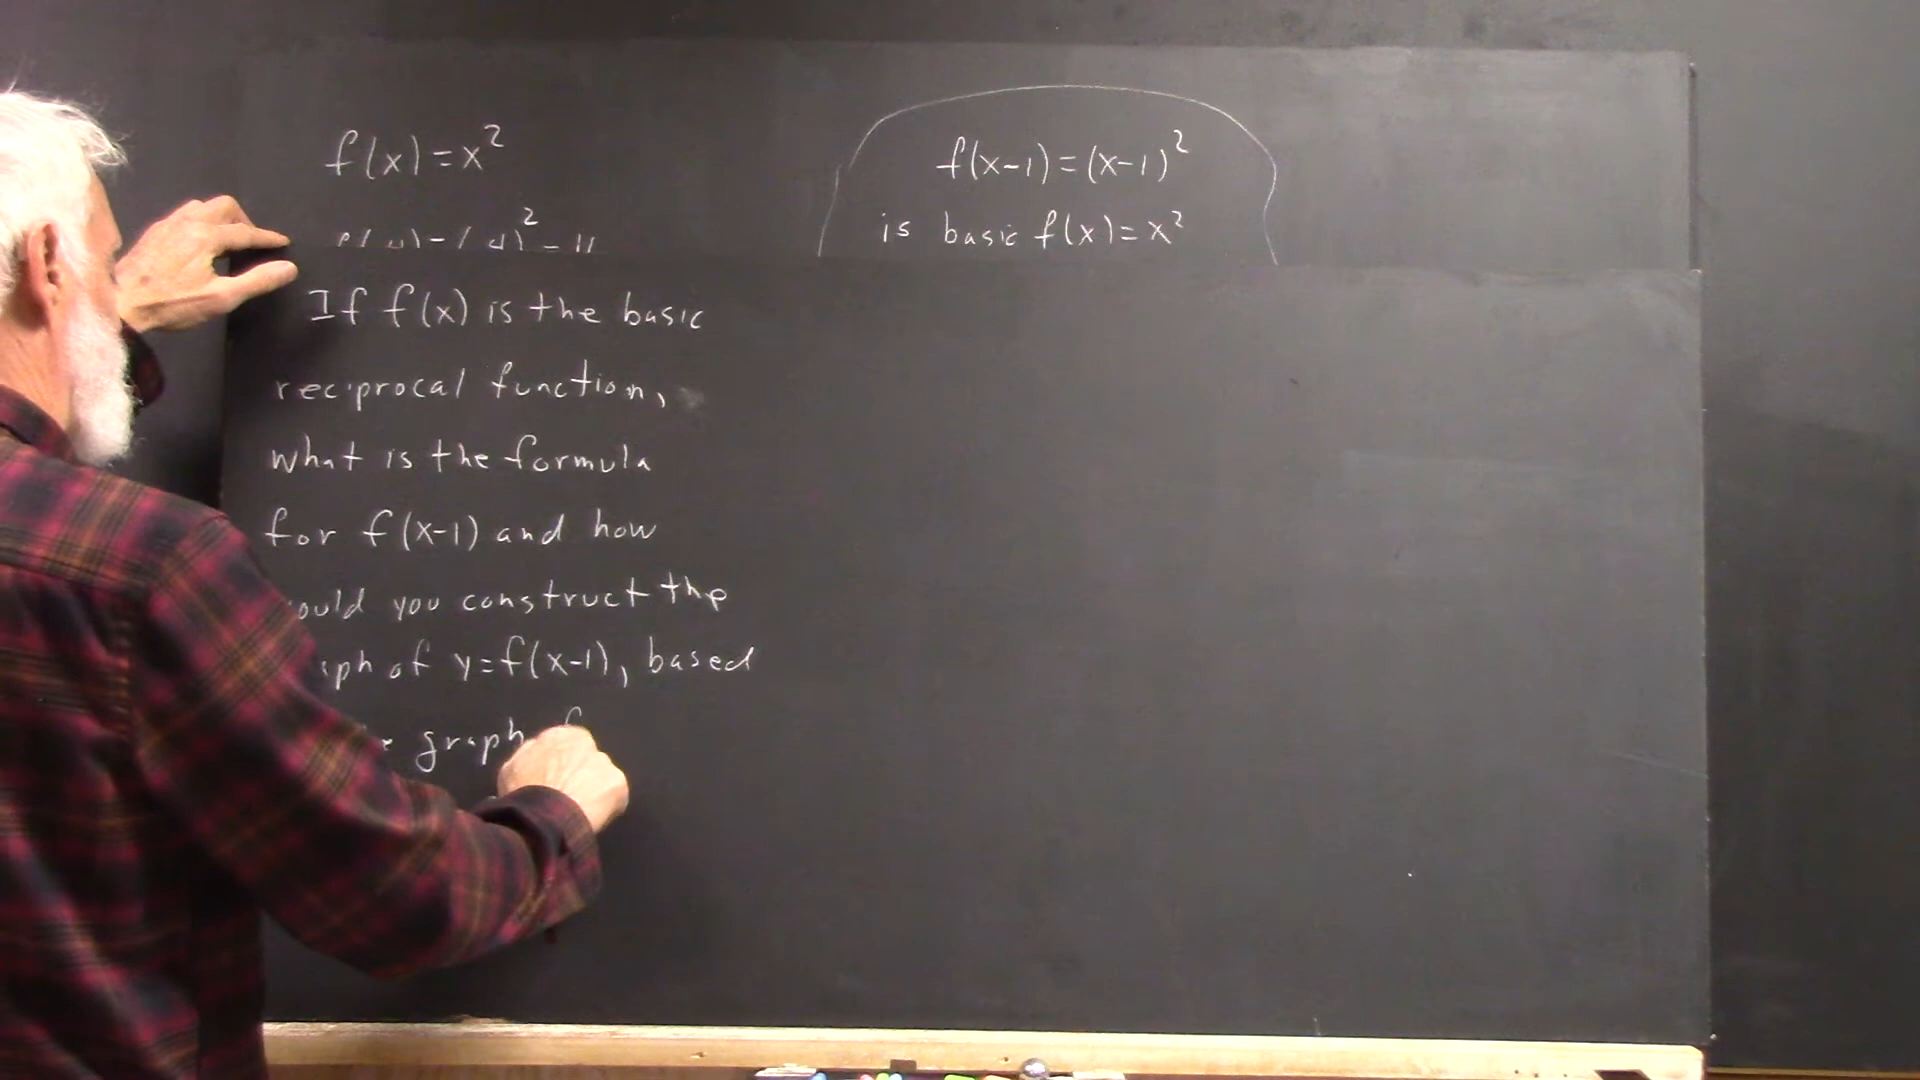 f(x)=x²
f(x-1)=(x-1)²
is basic f(x)=x²
If f(x) is the basic
reciprocal function,
what is the formula
for f(x-1) and how
you construct the
of y=f(x-1), based
graph